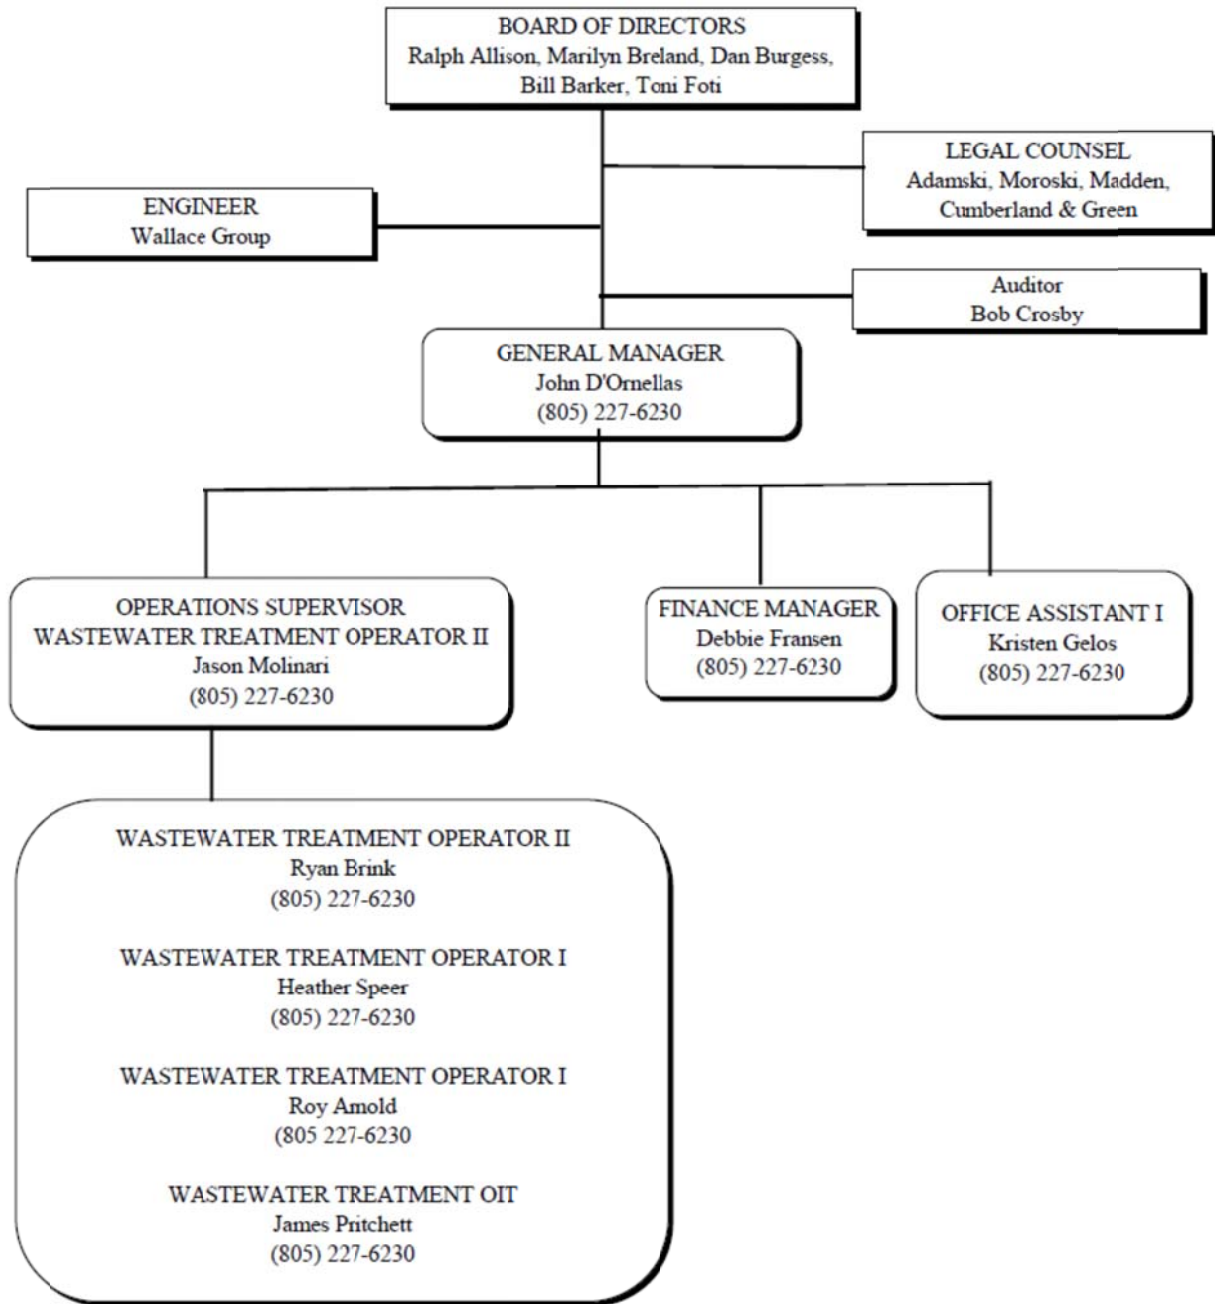 BOARD OF DIRECTORS
Ralph Allison, Marilyn Breland, Dan Burgess,
Bill Barker, Toni Foti
LEGAL COUNSEL
Adamski, Moroski, Madden,
Cumberland & Green
ENGINEER
Wallace Group
Auditor
Bob Crosby
GENERAL MANAGER
John D'Ornellas
(805) 227-6230
OPERATIONS SUPERVISOR
WASTEWATER TREATMENT OPERATOR II
Jason Molinari
(805) 227-6230
FINANCE MANAGER
Debbie Fransen
(805) 227-6230
OFFICE ASSISTANT I
Kristen Gelos
(805) 227-6230
WASTEWATER TREATMENT OPERATOR II
Ryan Brink
(805) 227-6230
WASTEWATER TREATMENT OPERATOR I
Heather Speer
(805) 227-6230
WASTEWATER TREATMENT OPERATOR I
Roy Arnold
(805 227-6230
WASTEWATER TREATMENT OIT
James Pritchett
(805) 227-6230